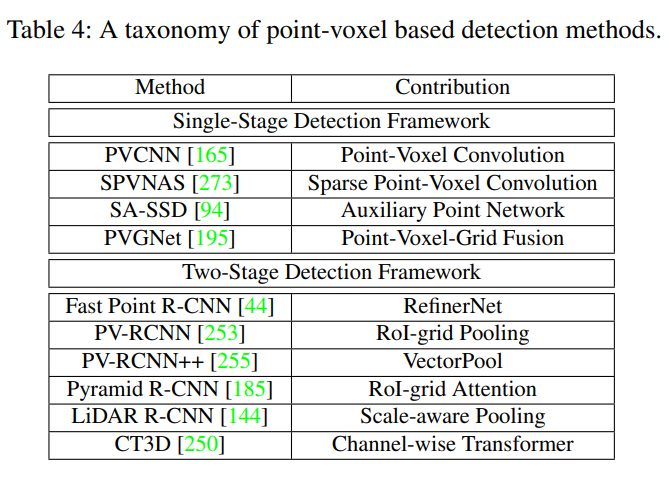 Table 4: A taxonomy of point-voxel based detection methods.
Method Contribution
Single-Stage Detection Framework
PVCNN [165] Point-Voxel Convolution
SPVNAS [273] Sparse Point-Voxel Convolution
SA-SSD [94] Auxiliary Point Network
PVGNet [195] Point-Voxel-Grid Fusion
Two-Stage Detection Framework
Fast Point R-CNN [44] RefinerNet
PV-RCNN [253] RoI-grid Pooling
PV-RCNN++ [255] VectorPool
Pyramid R-CNN [185] RoI-grid Attention
LiDAR R-CNN [144] Scale-aware Pooling
CT3D [250] Channel-wise Transformer